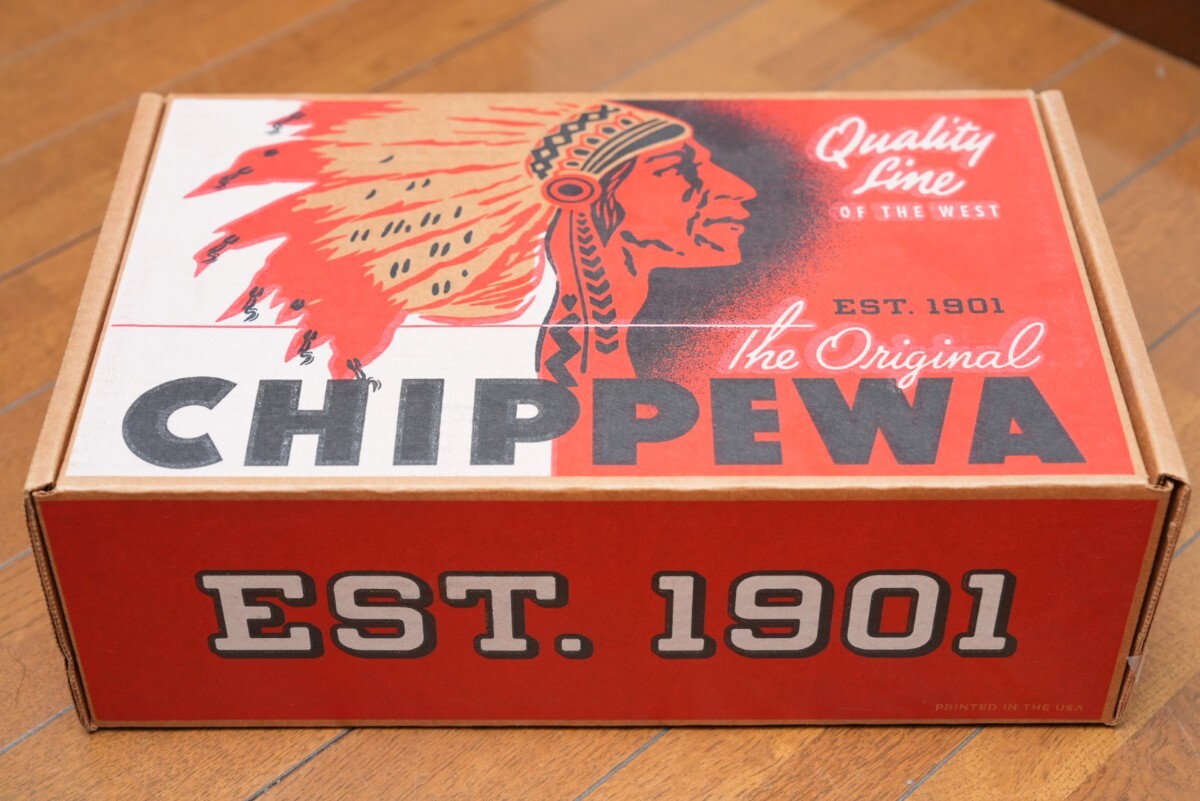 Quality
Line
OF THE WEST
EST. 1901
The Original
CHIPPEWA
EST. 1901
PRINTED IN THE USA